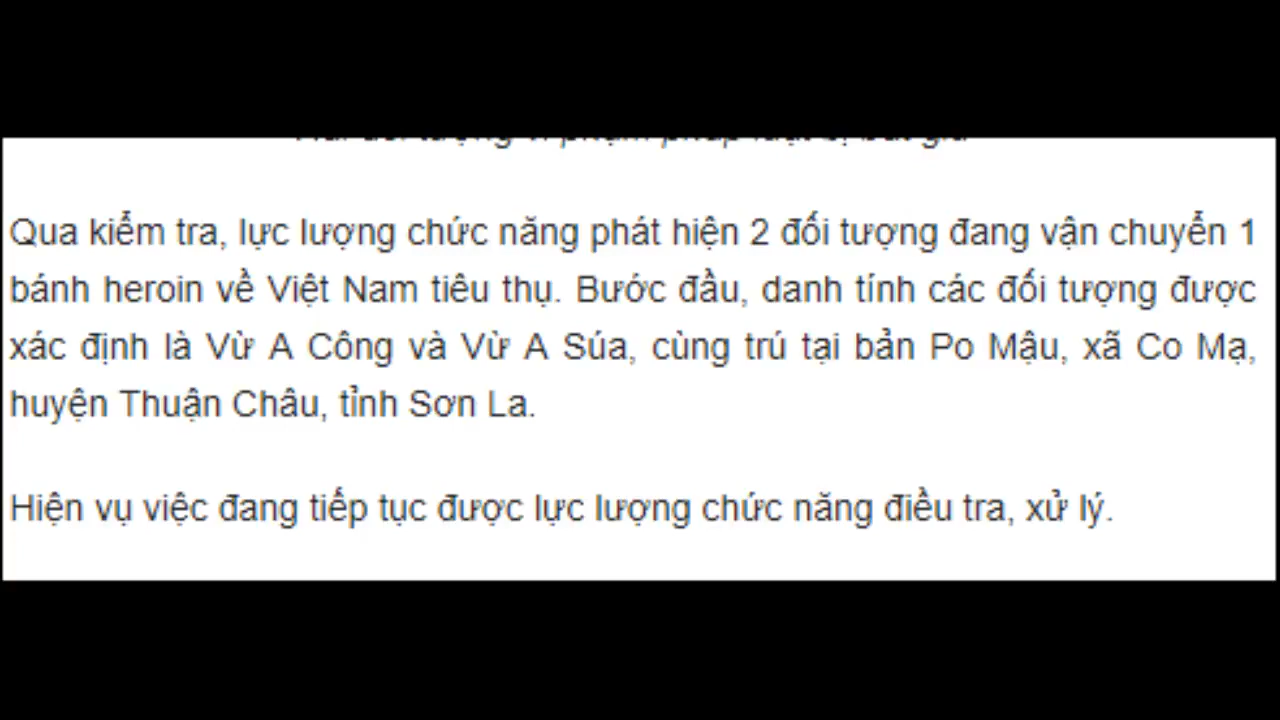 Qua kiểm tra, lực lượng chức năng phát hiện 2 đối tượng đang vận chuyển 1
bánh heroin về Việt Nam tiêu thụ. Bước đầu, danh tính các đối tượng được
xác định là Vừ A Công và Vừ A Súa, cùng trú tại bản Po Mậu, xã Co Mạ,
huyện Thuận Châu, tỉnh Sơn La.
Hiện vụ việc đang tiếp tục được lực lượng chức năng điều tra, xử lý.